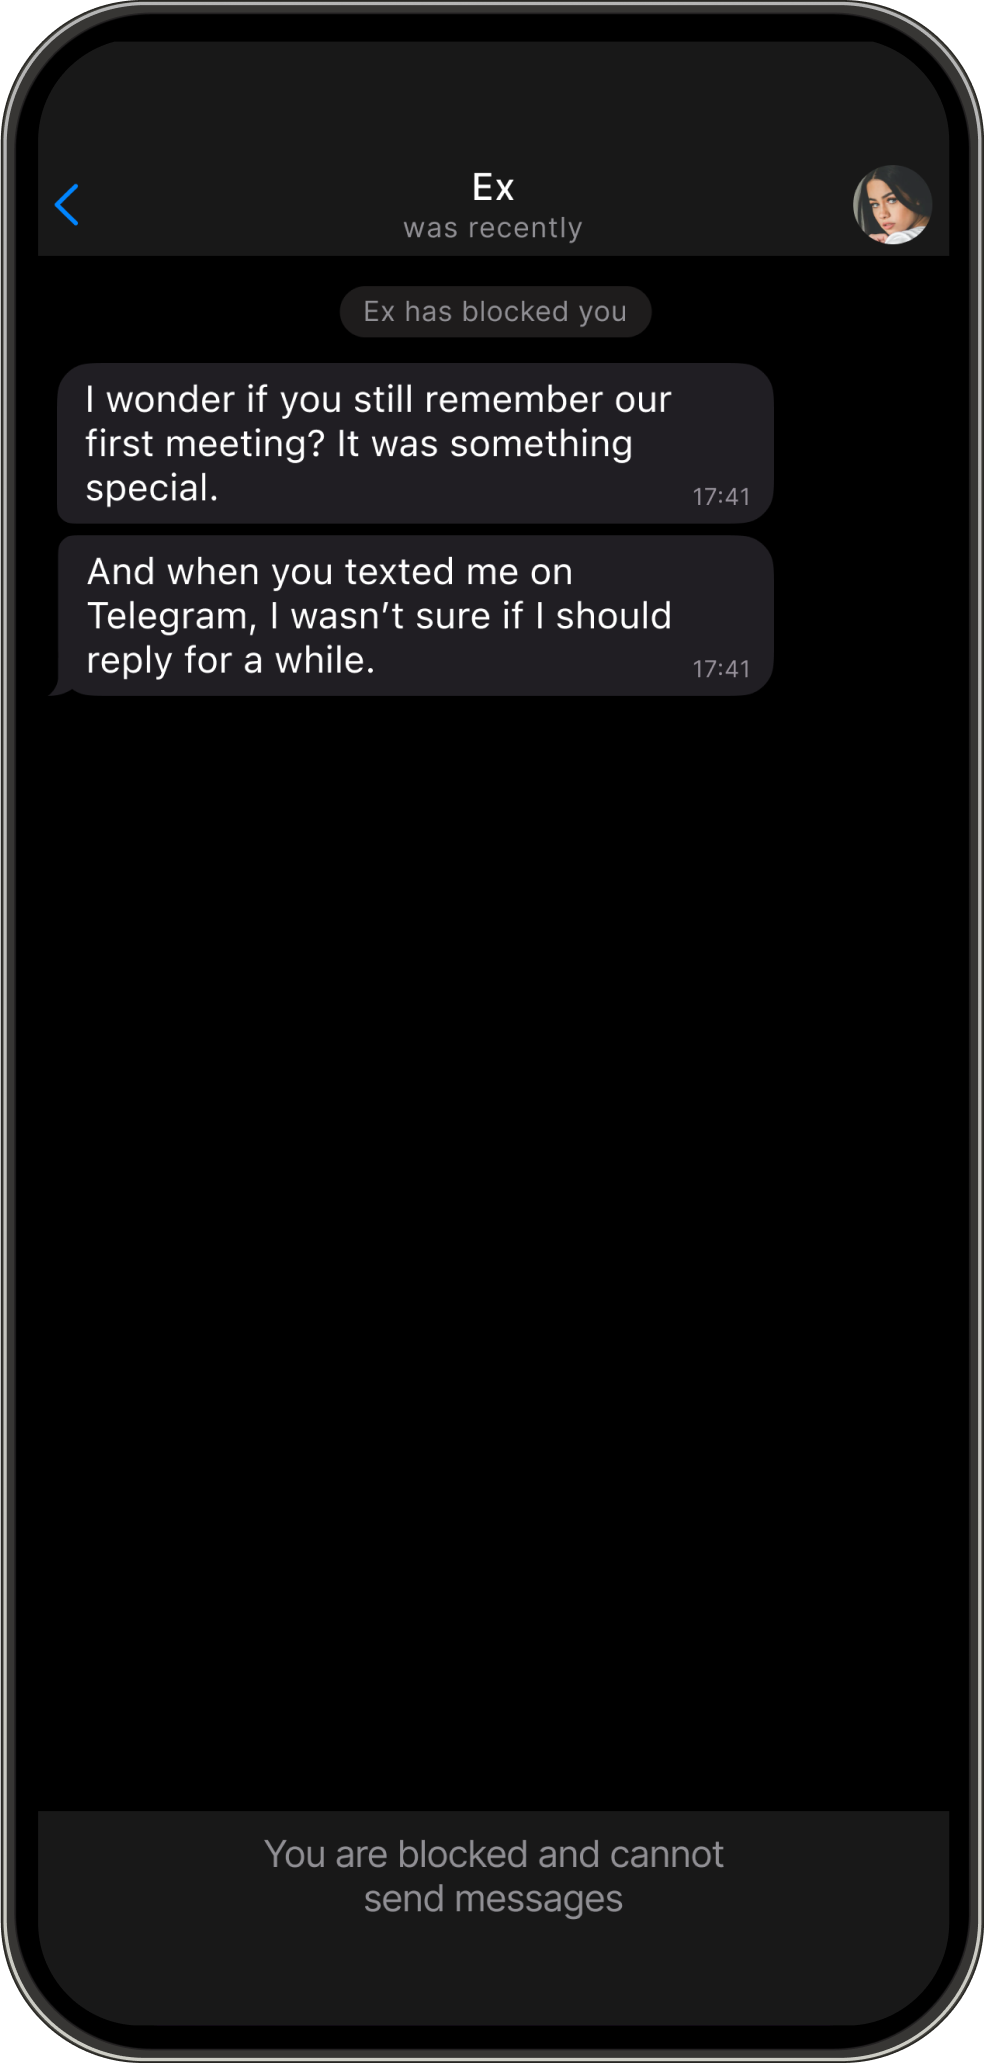 Ex
was recently
Ex has blocked you
I wonder if you still remember our
first meeting? It was something
special.
17:41
And when you texted me on
Telegram, I wasn’t sure if I should
reply for a while.
17:41
You are blocked and cannot
send messages